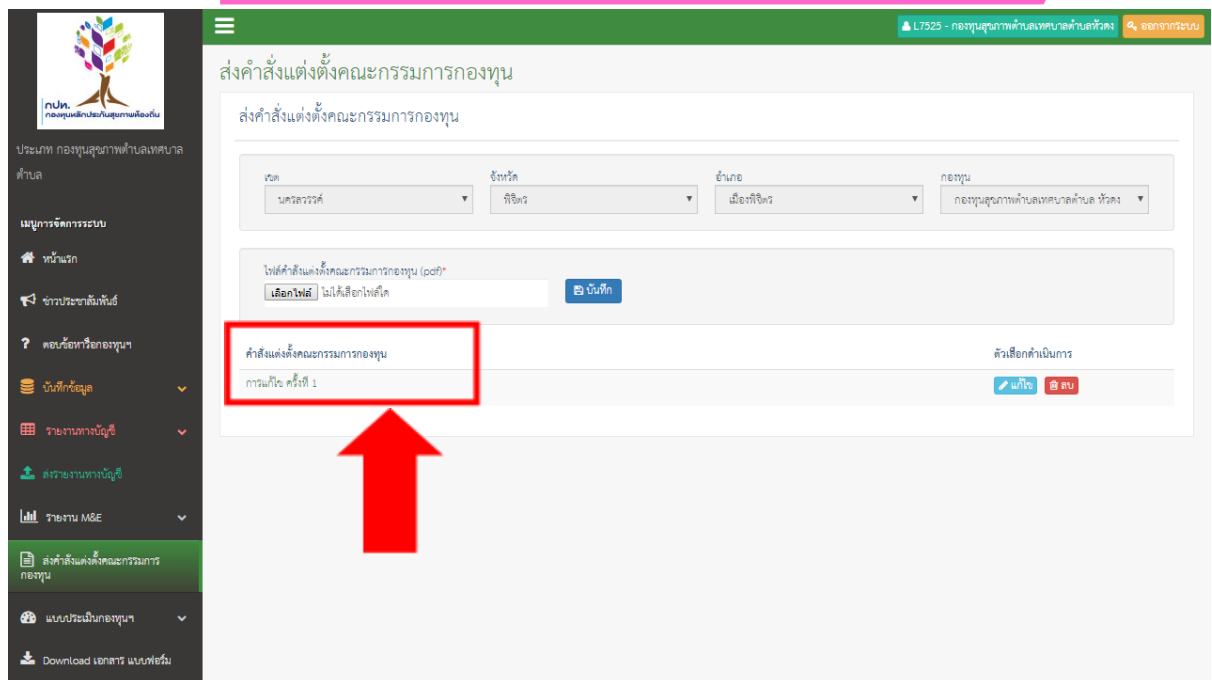 L7525 - กองทุนสุขภาพตำบลเทศบาลตำบลหัวดง
ออกจากระบบ
กปท.
กองทุนหลักประกันสุขภาพท้องถิ่น
ประเภท กองทุนสุขภาพตำบลเทศบาล
ตำบล
เมนูการจัดการระบบ
หน้าแรก
ข่าวประชาสัมพันธ์
? ตอบข้อหารือกองทุนฯ
บันทึกข้อมูล
รายงานทางบัญชี
ส่งรายงานทางบัญชี
รายงาน M&E
ส่งคำสั่งแต่งตั้งคณะกรรมการ
กองทุน
แบบประเมินกองทุนฯ
Download เอกสาร แบบฟอร์ม
ส่งคำสั่งแต่งตั้งคณะกรรมการกองทุน
ส่งคำสั่งแต่งตั้งคณะกรรมการกองทุน
เขต จังหวัด อำเภอ กองทุน
นครสวรรค์ พิจิตร เมืองพิจิตร กองทุนสุขภาพตำบลเทศบาลตำบล หัวดง
ไฟล์คำสั่งแต่งตั้งคณะกรรมการกองทุน (pdf)*
เลือกไฟล์ ไม่ได้เลือกไฟล์ใด บันทึก
คำสั่งแต่งตั้งคณะกรรมการกองทุน ตัวเลือกดำเนินการ
การแก้ไข ครั้งที่ 1 แก้ไข ลบ